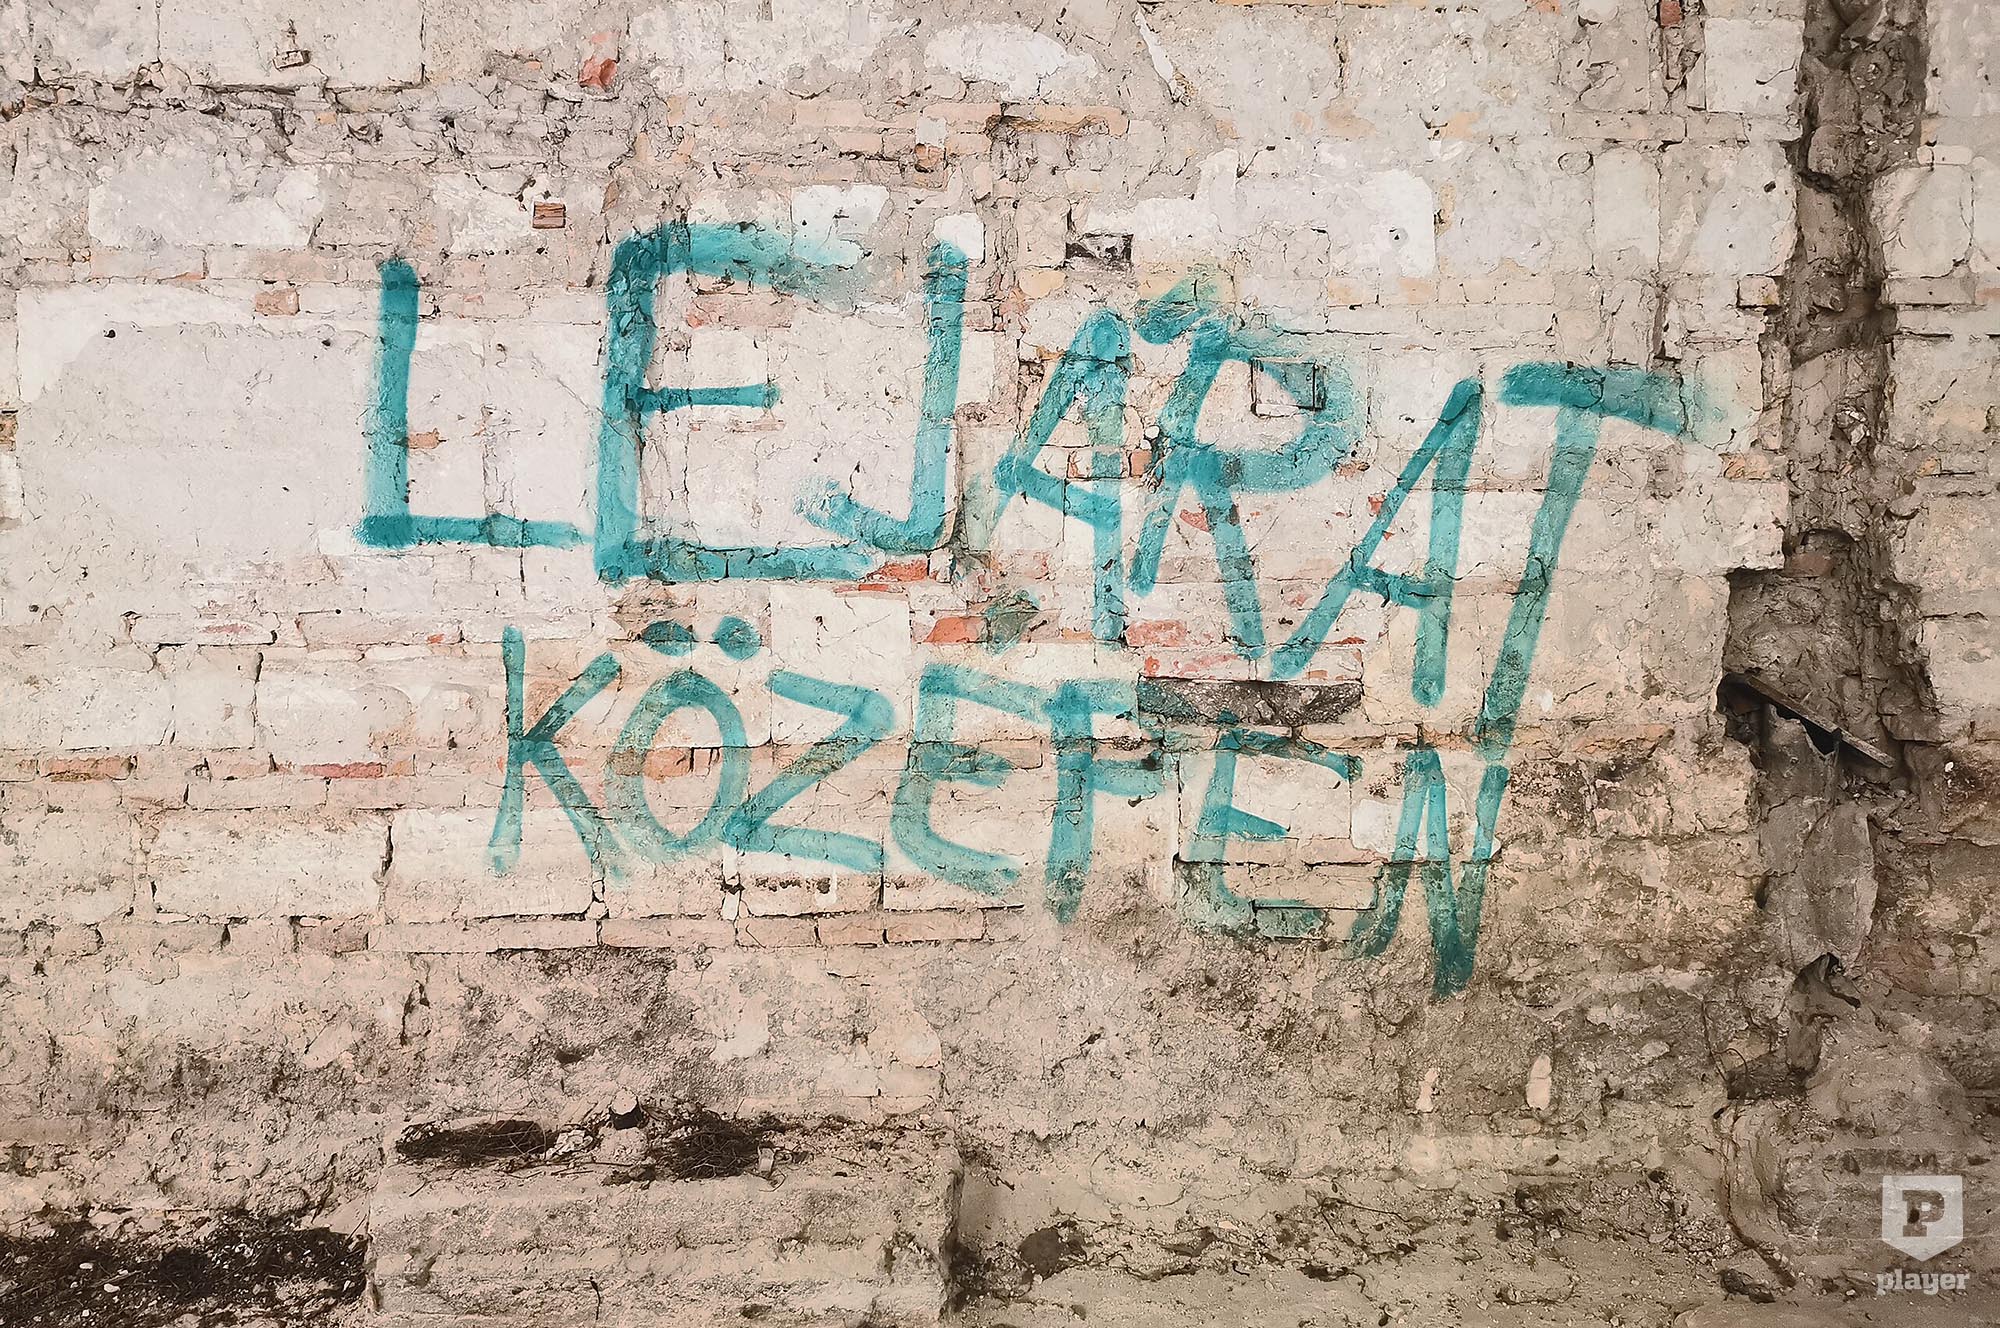 LEJÁRAT
KÖZÉPEN
P
player